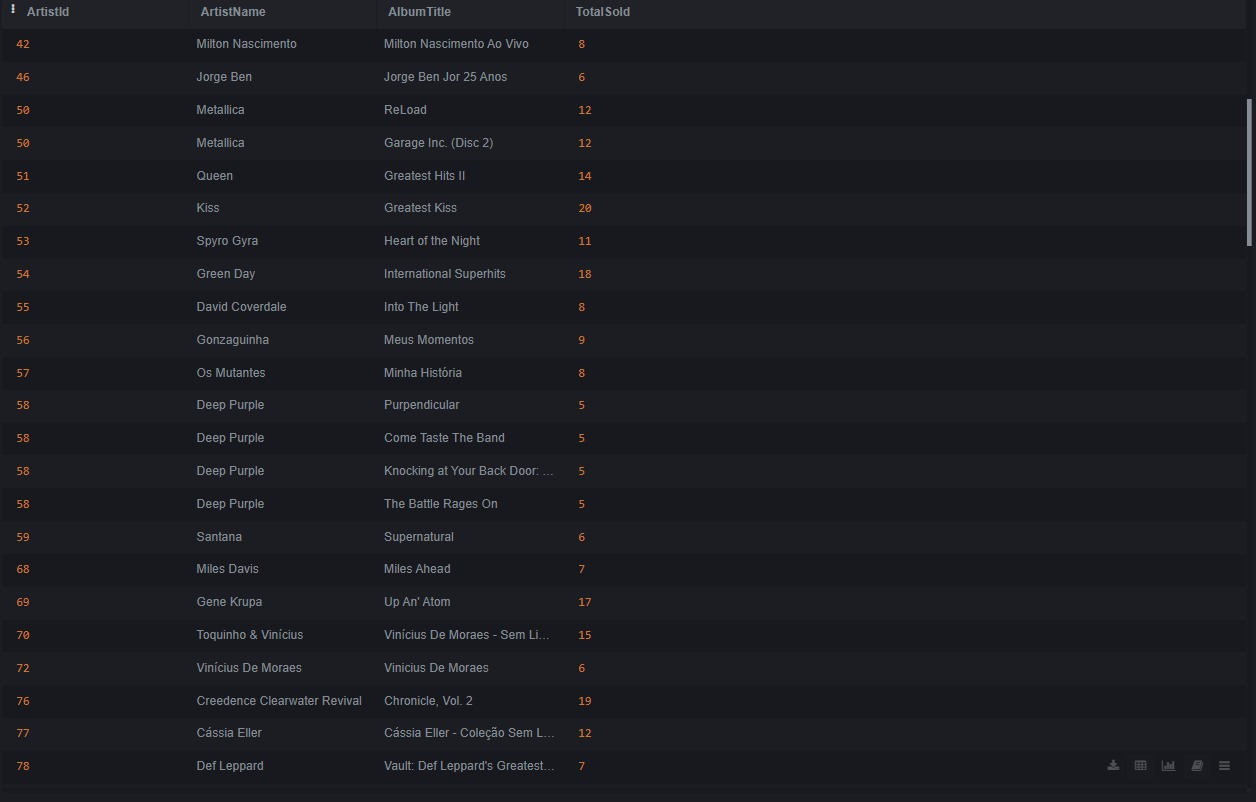 ArtistId ArtistName AlbumTitle TotalSold
42 Milton Nascimento Milton Nascimento Ao Vivo 8
46 Jorge Ben Jorge Ben Jor 25 Anos 6
50 Metallica ReLoad 12
50 Metallica Garage Inc. (Disc 2) 12
51 Queen Greatest Hits II 14
52 Kiss Greatest Kiss 20
53 Spyro Gyra Heart of the Night 11
54 Green Day International Superhits 18
55 David Coverdale Into The Light 8
56 Gonzaguinha Meus Momentos 9
57 Os Mutantes Minha História 8
58 Deep Purple Purpendicular 5
58 Deep Purple Come Taste The Band 5
58 Deep Purple Knocking at Your Back Door: ... 5
58 Deep Purple The Battle Rages On 5
59 Santana Supernatural 6
68 Miles Davis Miles Ahead 7
69 Gene Krupa Up An' Atom 17
70 Toquinho & Vinícius Vinícius De Moraes - Sem Li... 15
72 Vinícius De Moraes Vinicius De Moraes 6
76 Creedence Clearwater Revival Chronicle, Vol. 2 19
77 Cássia Eller Cássia Eller - Coleção Sem L... 12
78 Def Leppard Vault: Def Leppard's Greatest... 7